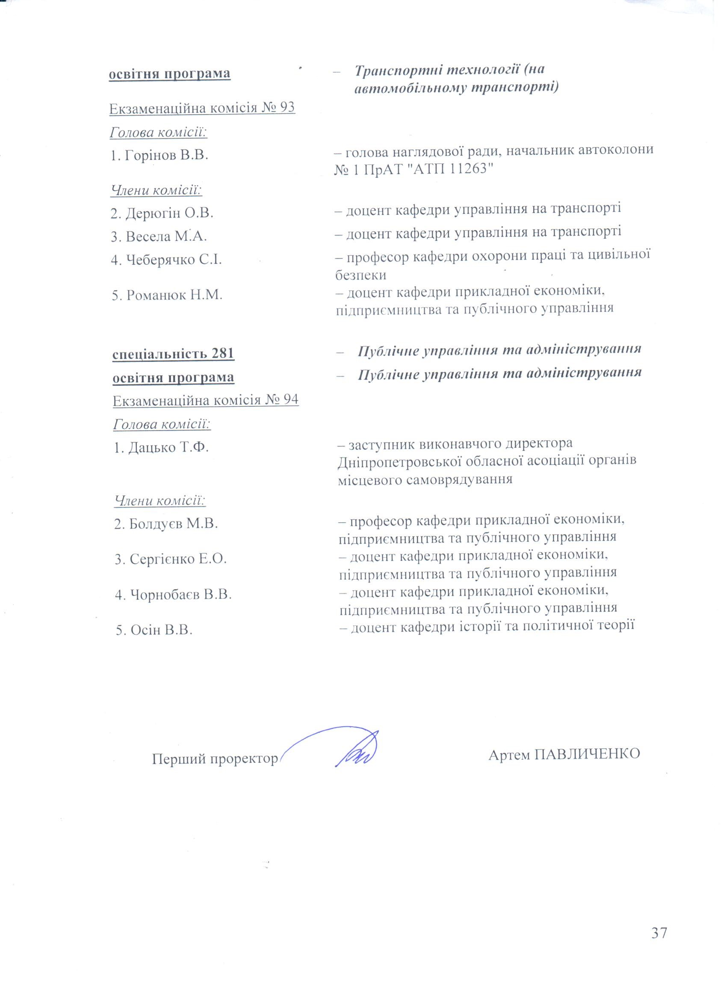 освітня програма – Транспортні технології (на
автомобільному транспорті)
Екзаменаційна комісія № 93
Голова комісії:
1. Горінов В.В. – голова наглядової ради, начальник автоколони
№ 1 ПрАТ "АТП 11263"
Члени комісії:
2. Дерюгін О.В. – доцент кафедри управління на транспорті
3. Весела М.А. – доцент кафедри управління на транспорті
4. Чеберячко С.І. – професор кафедри охорони праці та цивільної
безпеки
5. Романюк Н.М. – доцент кафедри прикладної економіки,
підприємництва та публічного управління
спеціальність 281 – Публічне управління та адміністрування
освітня програма – Публічне управління та адміністрування
Екзаменаційна комісія № 94
Голова комісії:
1. Дацько Т.Ф. – заступник виконавчого директора
Дніпропетровської обласної асоціації органів
місцевого самоврядування
Члени комісії:
2. Болдуєв М.В. – професор кафедри прикладної економіки,
підприємництва та публічного управління
3. Сергієнко Е.О. – доцент кафедри прикладної економіки,
підприємництва та публічного управління
4. Чорнобаєв В.В. – доцент кафедри прикладної економіки,
підприємництва та публічного управління
5. Осін В.В. – доцент кафедри історії та політичної теорії
Перший проректор Артем ПАВЛИЧЕНКО
37